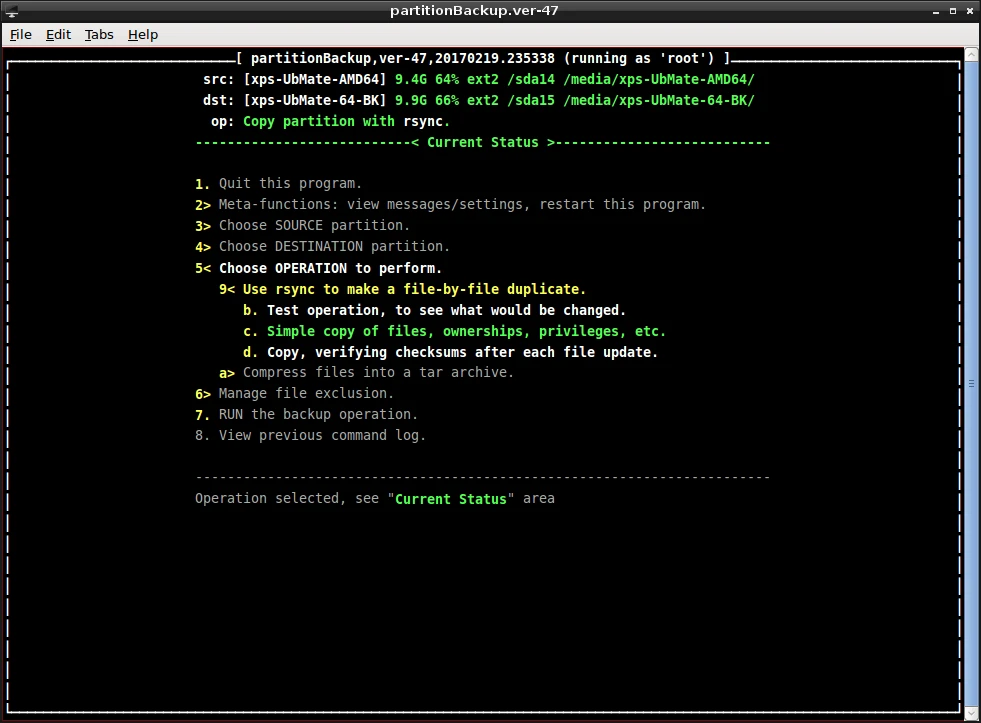 partitionBackup.ver-47
File Edit Tabs Help
[ partitionBackup,ver-47,20170219.235338 (running as 'root') ]
src: [xps-UbMate-AMD64] 9.4G 64% ext2 /sda14 /media/xps-UbMate-AMD64/
dst: [xps-UbMate-64-BK] 9.9G 66% ext2 /sda15 /media/xps-UbMate-64-BK/
op: Copy partition with rsync.
---------------------------< Current Status >---------------------------
1. Quit this program.
2> Meta-functions: view messages/settings, restart this program.
3> Choose SOURCE partition.
4> Choose DESTINATION partition.
5< Choose OPERATION to perform.
9< Use rsync to make a file-by-file duplicate.
b. Test operation, to see what would be changed.
c. Simple copy of files, ownerships, privileges, etc.
d. Copy, verifying checksums after each file update.
a> Compress files into a tar archive.
6> Manage file exclusion.
7. RUN the backup operation.
8. View previous command log.
------------------------------------------------------------------------
Operation selected, see "Current Status" area